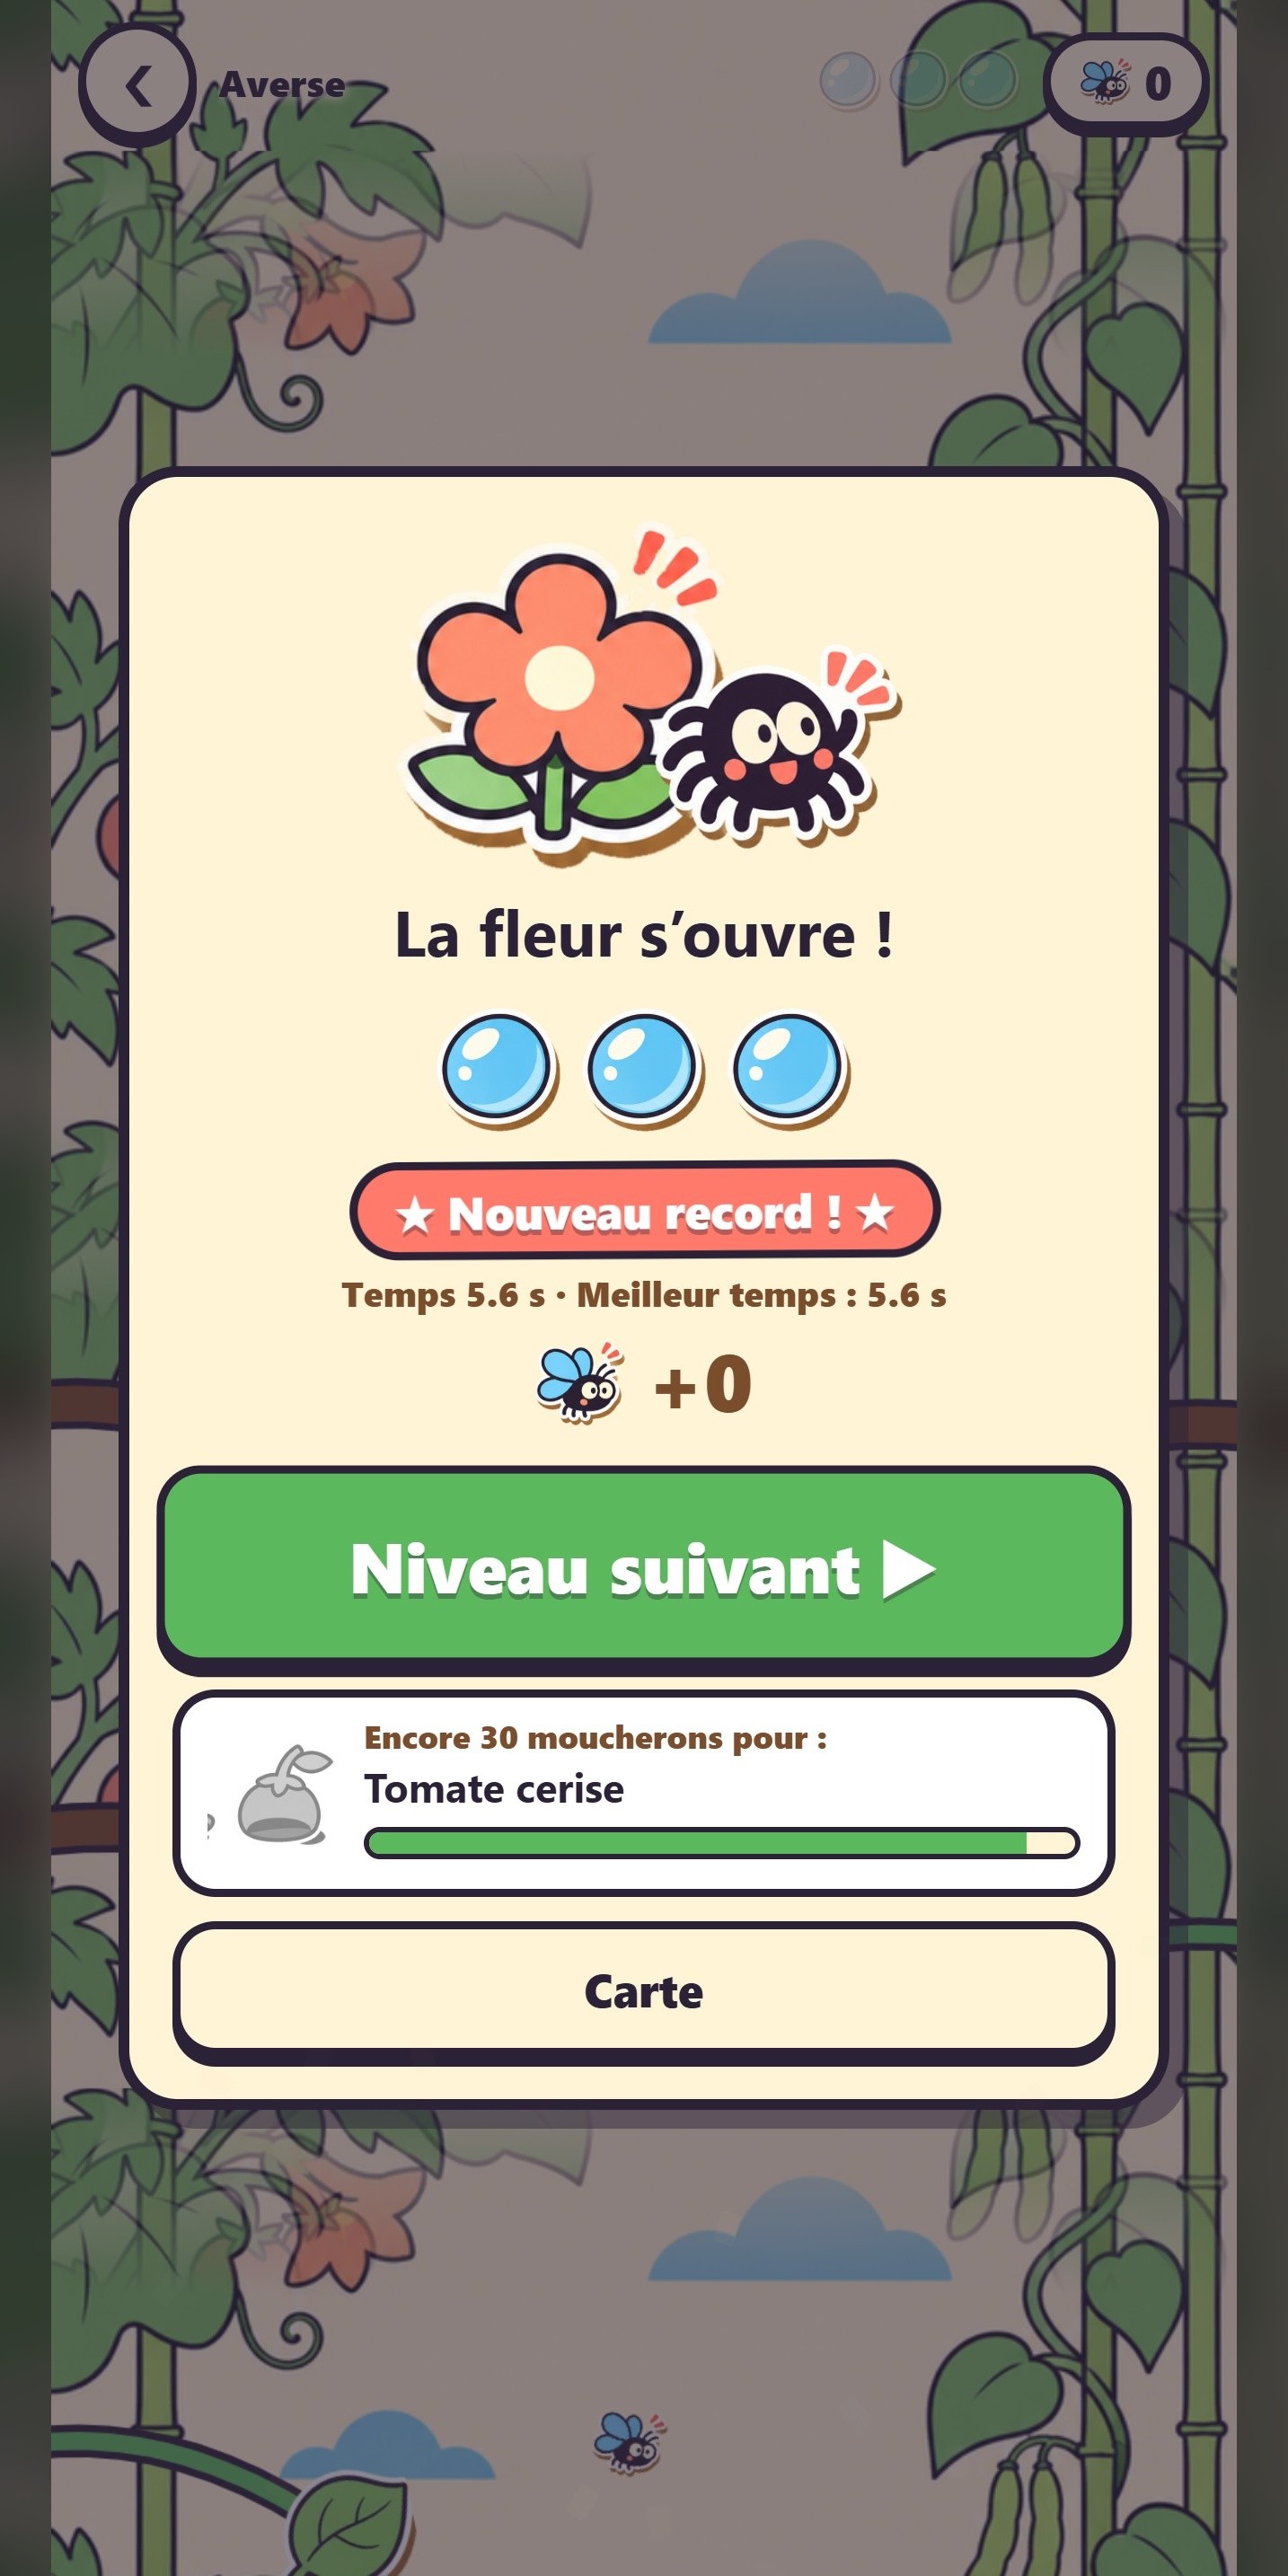 Averse
0
La fleur s’ouvre !
★ Nouveau record ! ★
Temps 5.6 s · Meilleur temps : 5.6 s
+0
Niveau suivant ▶
Encore 30 moucherons pour :
Tomate cerise
Carte